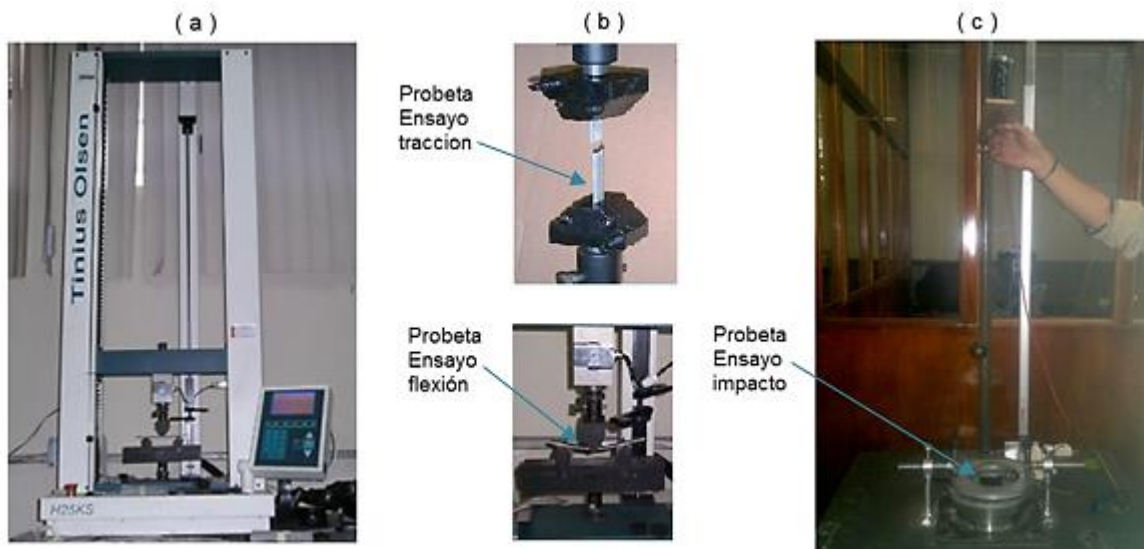 ( a )
( b )
( c )
Probeta
Ensayo
traccion
Probeta
Ensayo
flexión
Probeta
Ensayo
impacto
Tinius Olsen
H25KS